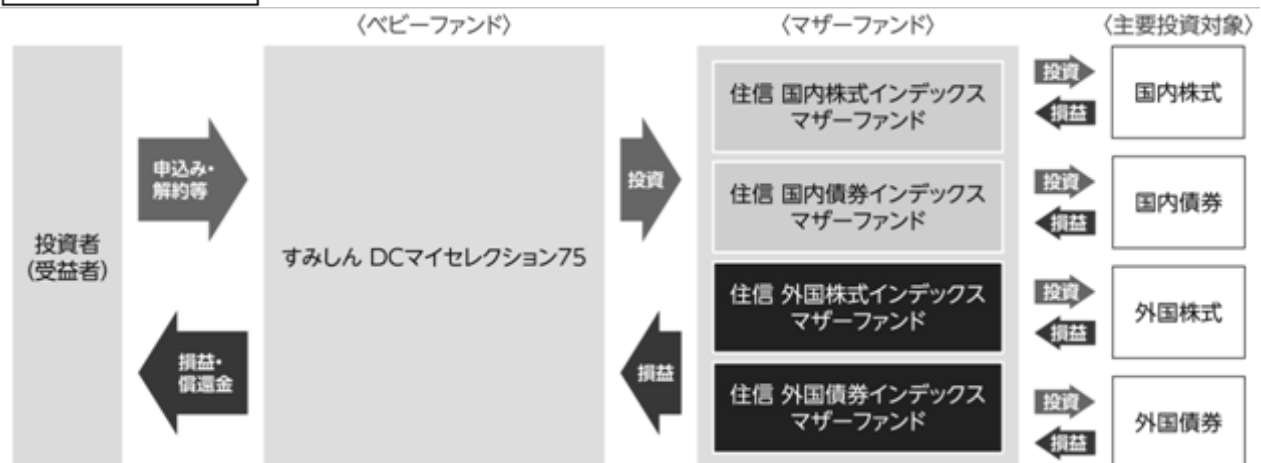 〈ベビーファンド〉
〈マザーファンド〉
〈主要投資対象〉
投資者
(受益者)
申込み・
解約等
損益・
償還金
すみしん DCマイセレクション75
投資
損益
住信 国内株式インデックス
マザーファンド
住信 国内債券インデックス
マザーファンド
住信 外国株式インデックス
マザーファンド
住信 外国債券インデックス
マザーファンド
投資
損益
国内株式
投資
損益
国内債券
投資
損益
外国株式
投資
損益
外国債券